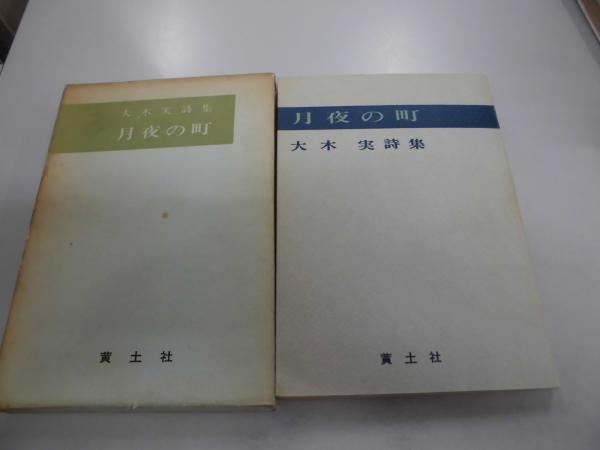 大木実詩集
月夜の町
黄土社
月夜の町
大木 実詩集
黄土社